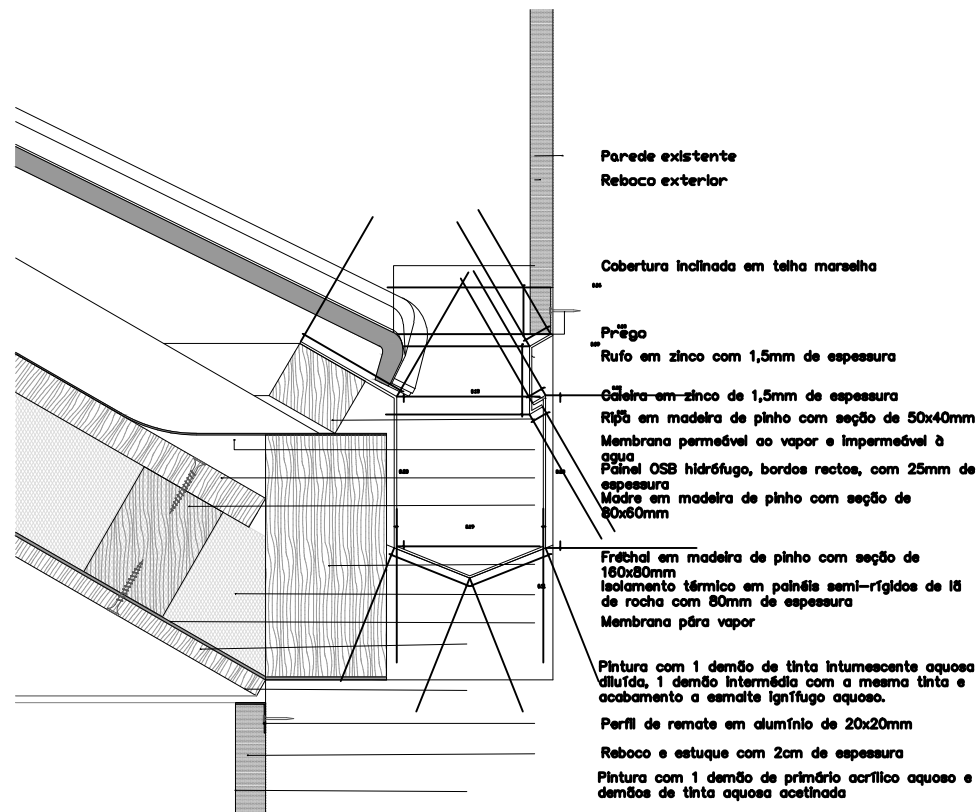 Parede existente
Reboco exterior
Cobertura inclinada em telha marselha
Prego
Rufo em zinco com 1,5mm de espessura
Caleira em zinco de 1,5mm de espessura
Ripa em madeira de pinho com seção de 50x40mm
Membrana permeável ao vapor e impermeável à
agua
Painel OSB hidrófugo, bordos rectos, com 25mm de
espessura
Madre em madeira de pinho com seção de
80x60mm
Frechal em madeira de pinho com seção de
160x80mm
Isolamento térmico em painéis semi-rígidos de lã
de rocha com 80mm de espessura
Membrana pára vapor
Pintura com 1 demão de tinta intumescente aquosa
diluída, 1 demão intermédia com a mesma tinta e
acabamento a esmalte ignífugo aquoso.
Perfil de remate em alumínio de 20x20mm
Reboco e estuque com 2cm de espessura
Pintura com 1 demão de primário acrílico aquoso e
demãos de tinta aquosa acetinada